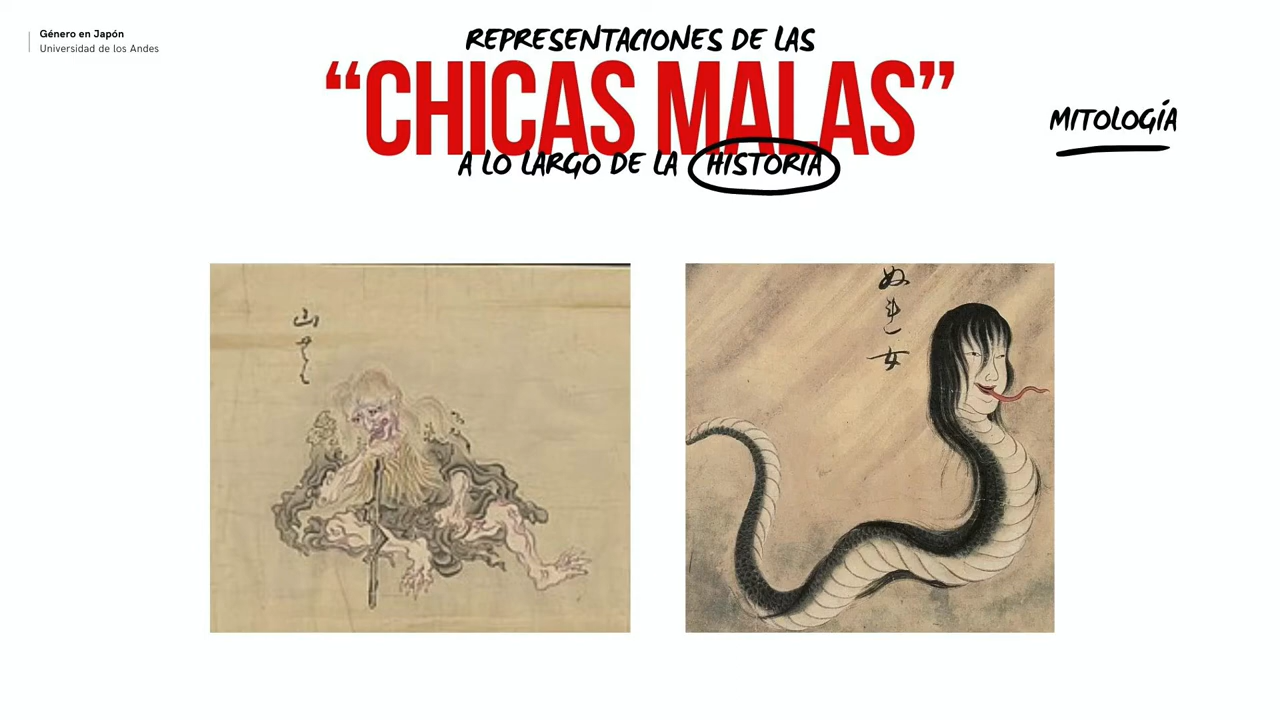 Género en Japón
Universidad de los Andes
REPRESENTACIONES DE LAS
“CHICAS MALAS”
A LO LARGO DE LA HISTORIA
MITOLOGÍA
山
ぬれ女